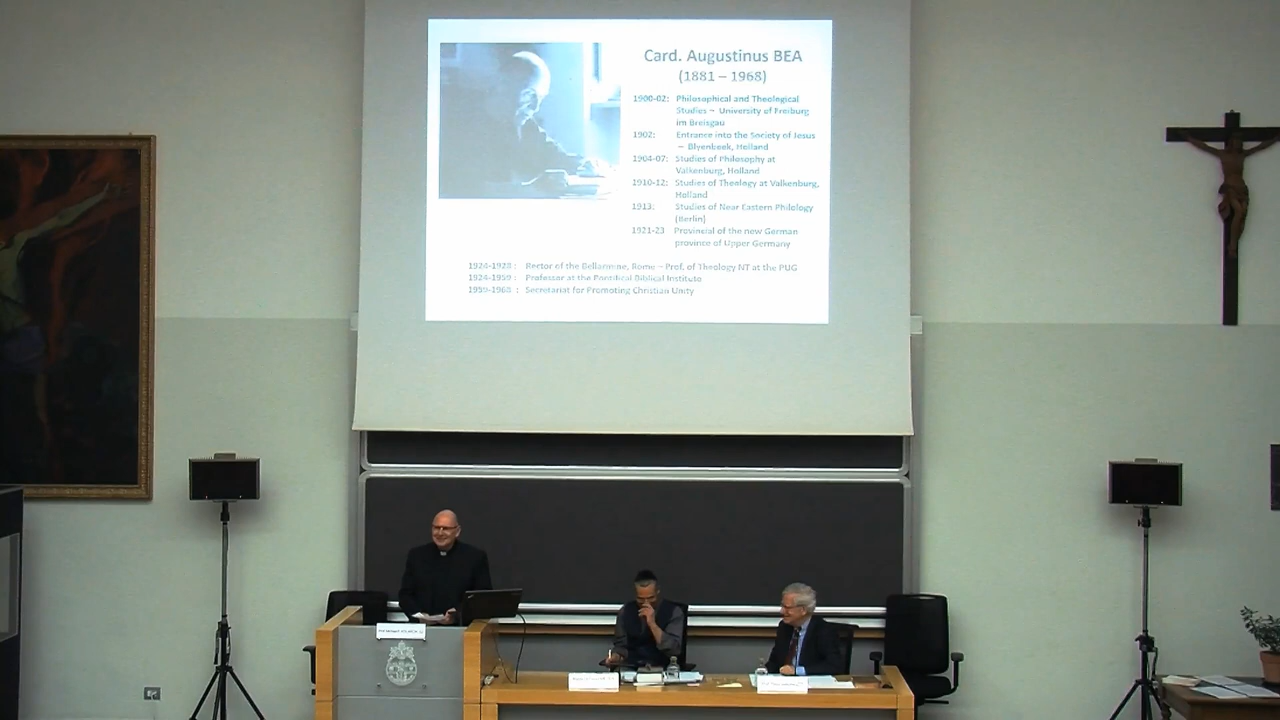 Card. Augustinus BEA
(1881 – 1968)
1900-02: Philosophical and Theological
Studies – University of Freiburg
im Breisgau
1902: Entrance into the Society of Jesus
– Blyenbeek, Holland
1904-07: Studies of Philosophy at
Valkenburg, Holland
1910-12: Studies of Theology at Valkenburg,
Holland
1913: Studies of Near Eastern Philology
(Berlin)
1921-23 Provincial of the new German
province of Upper Germany
1924-1928 : Rector of the Bellarmine, Rome – Prof. of Theology NT at the PUG
1924-1959 : Professor at the Pontifical Biblical Institute
1959-1968 : Secretariat for Promoting Christian Unity